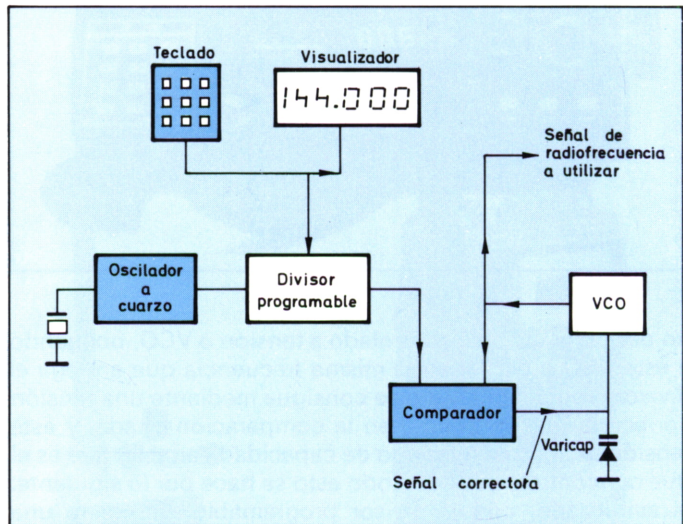 Teclado
Visualizador
144.000
Señal de
radiofrecuencia
a utilizar
Oscilador
a
cuarzo
Divisor
programable
VCO
Comparador
Varicap
Señal correctora